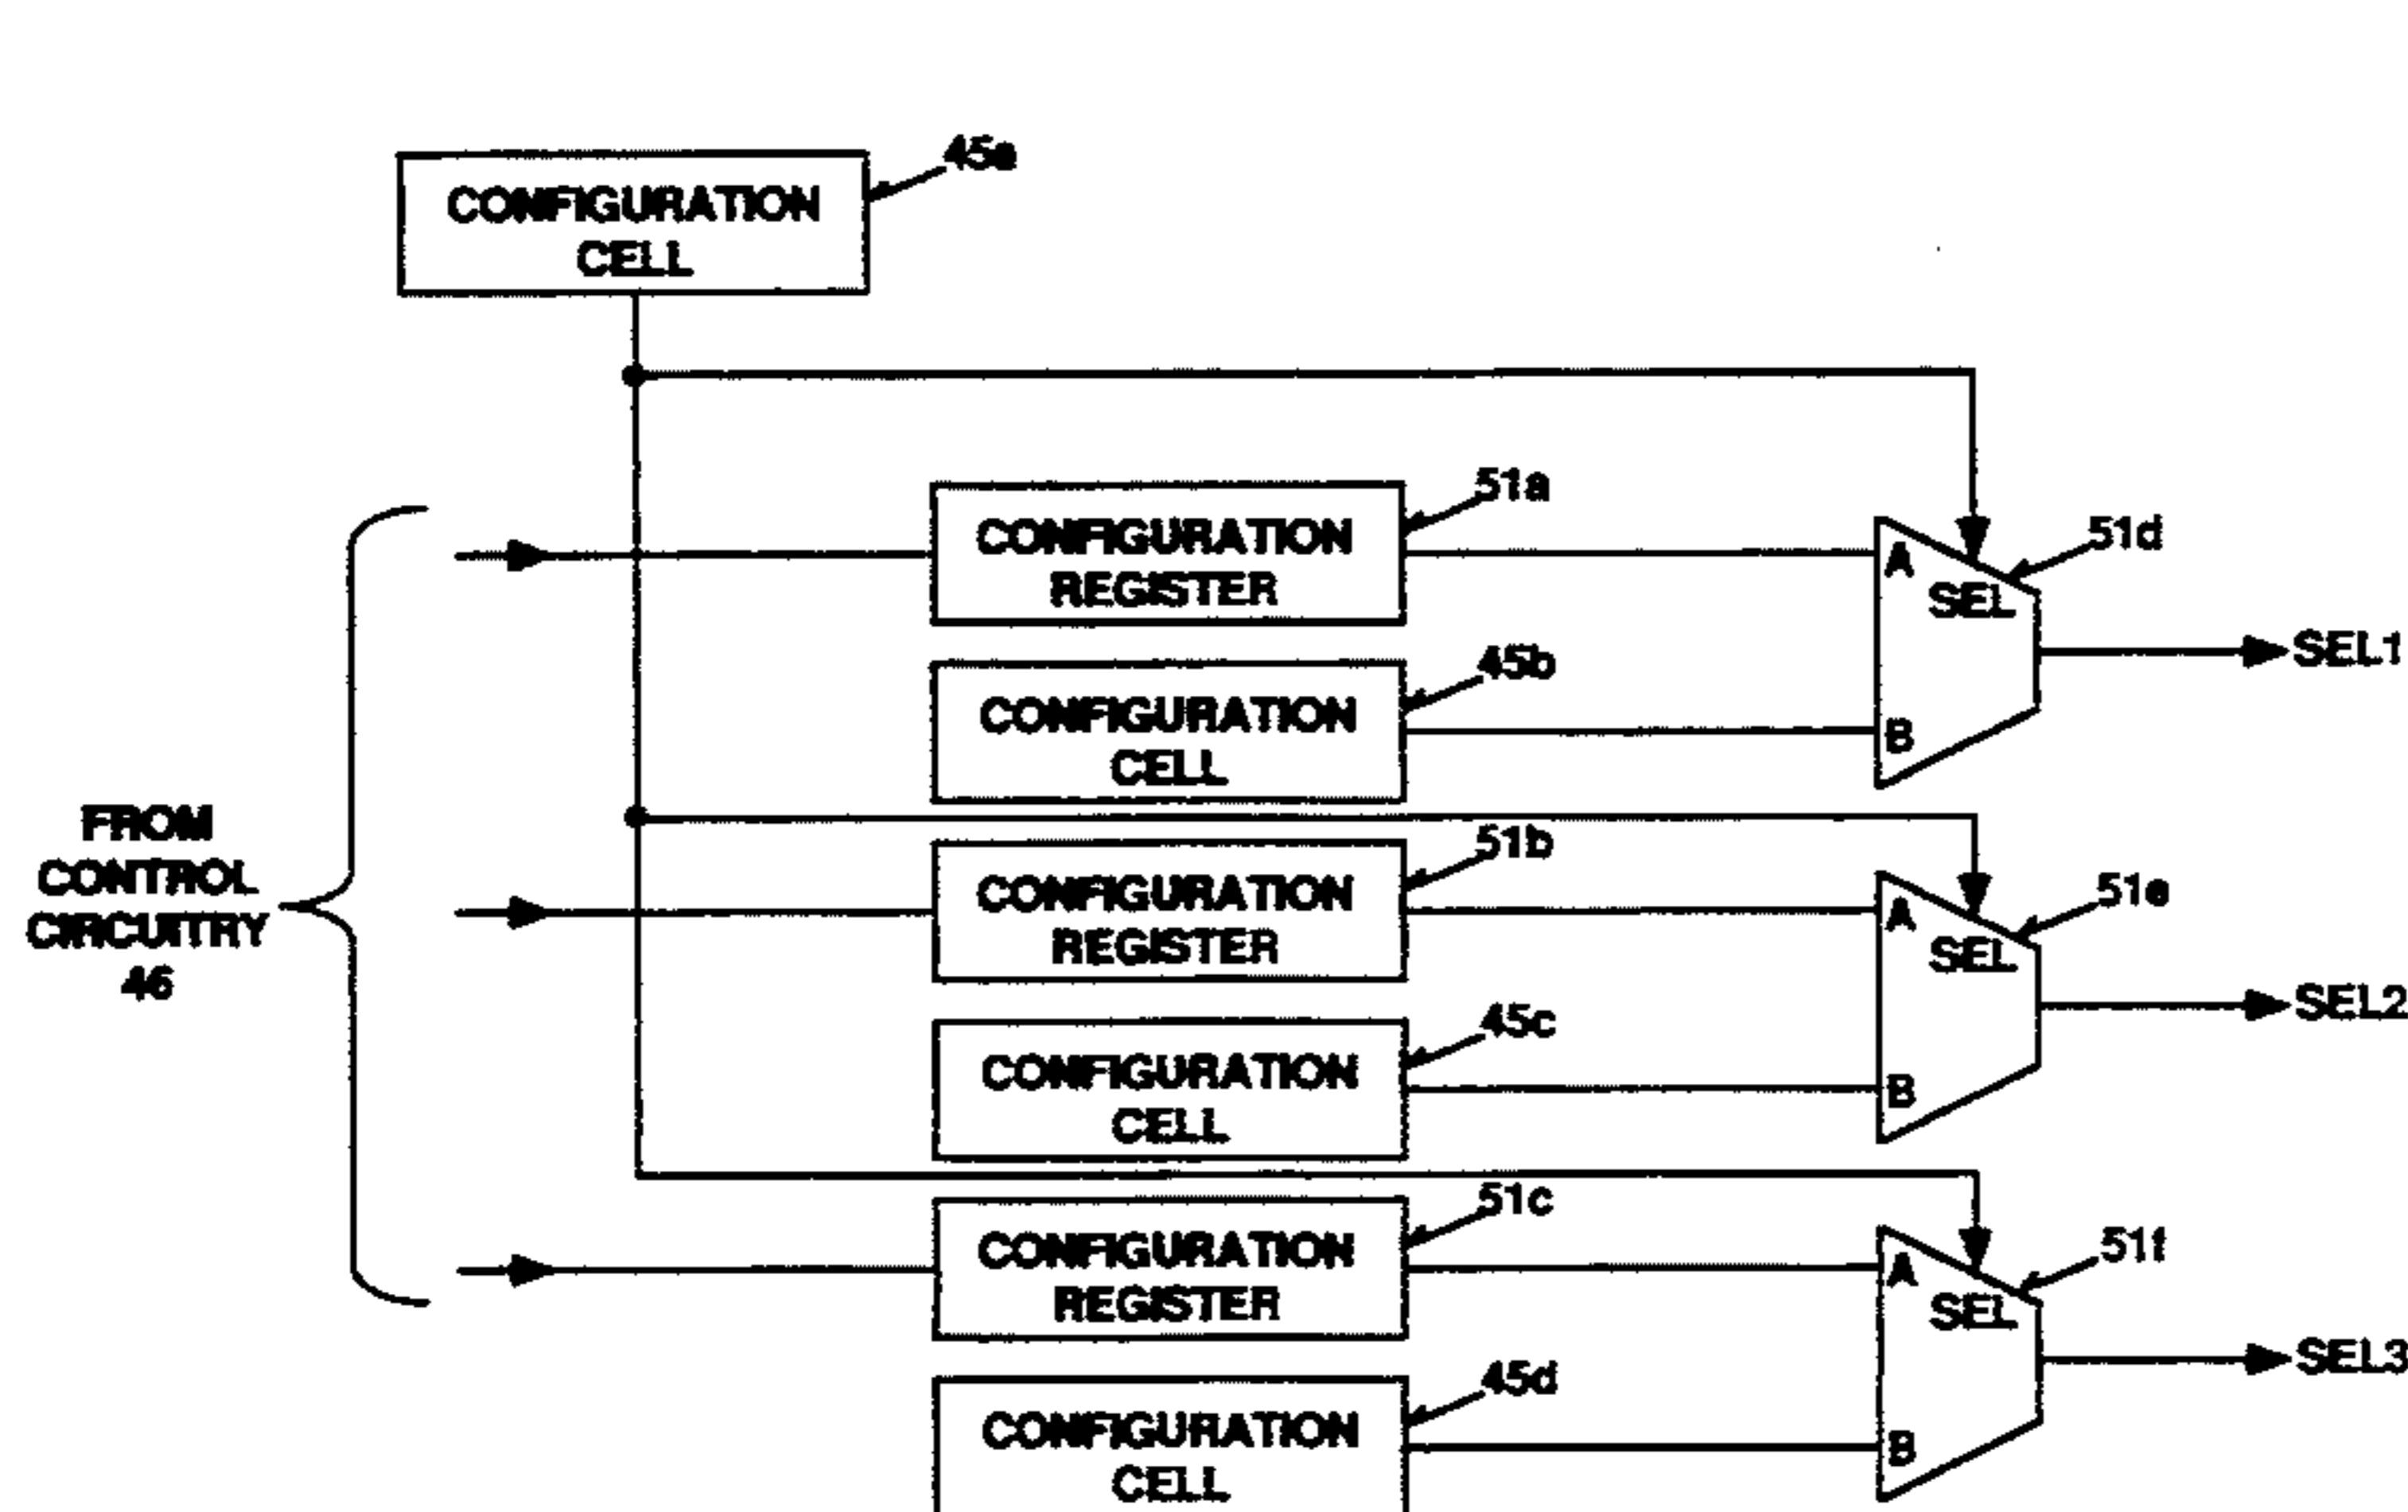 CONFIGURATION
CELL
45a
CONFIGURATION
REGISTER
51a
A
SEL
51d
SEL1
CONFIGURATION
CELL
45b
B
FROM
CONTROL
CIRCUITRY
46
CONFIGURATION
REGISTER
51b
A
SEL
51e
SEL2
CONFIGURATION
CELL
45c
B
CONFIGURATION
REGISTER
51c
A
SEL
51f
SEL3
CONFIGURATION
CELL
45d
B